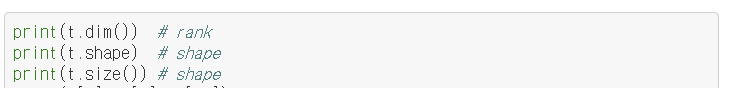 print(t.dim())  # rank
print(t.shape)  # shape
print(t.size()) # shape